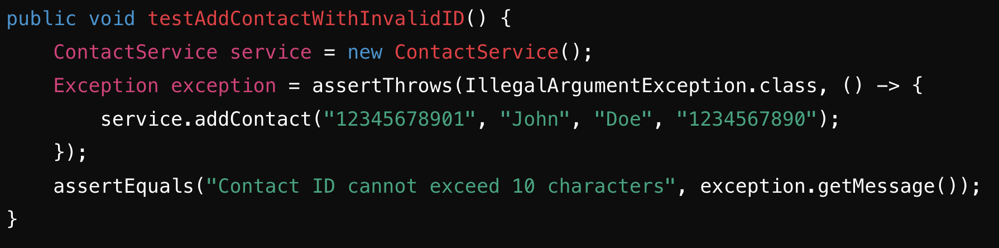 public void testAddContactWithInvalidID() {
    ContactService service = new ContactService();
    Exception exception = assertThrows(IllegalArgumentException.class, () -> {
        service.addContact("12345678901", "John", "Doe", "1234567890");
    });
    assertEquals("Contact ID cannot exceed 10 characters", exception.getMessage());
}